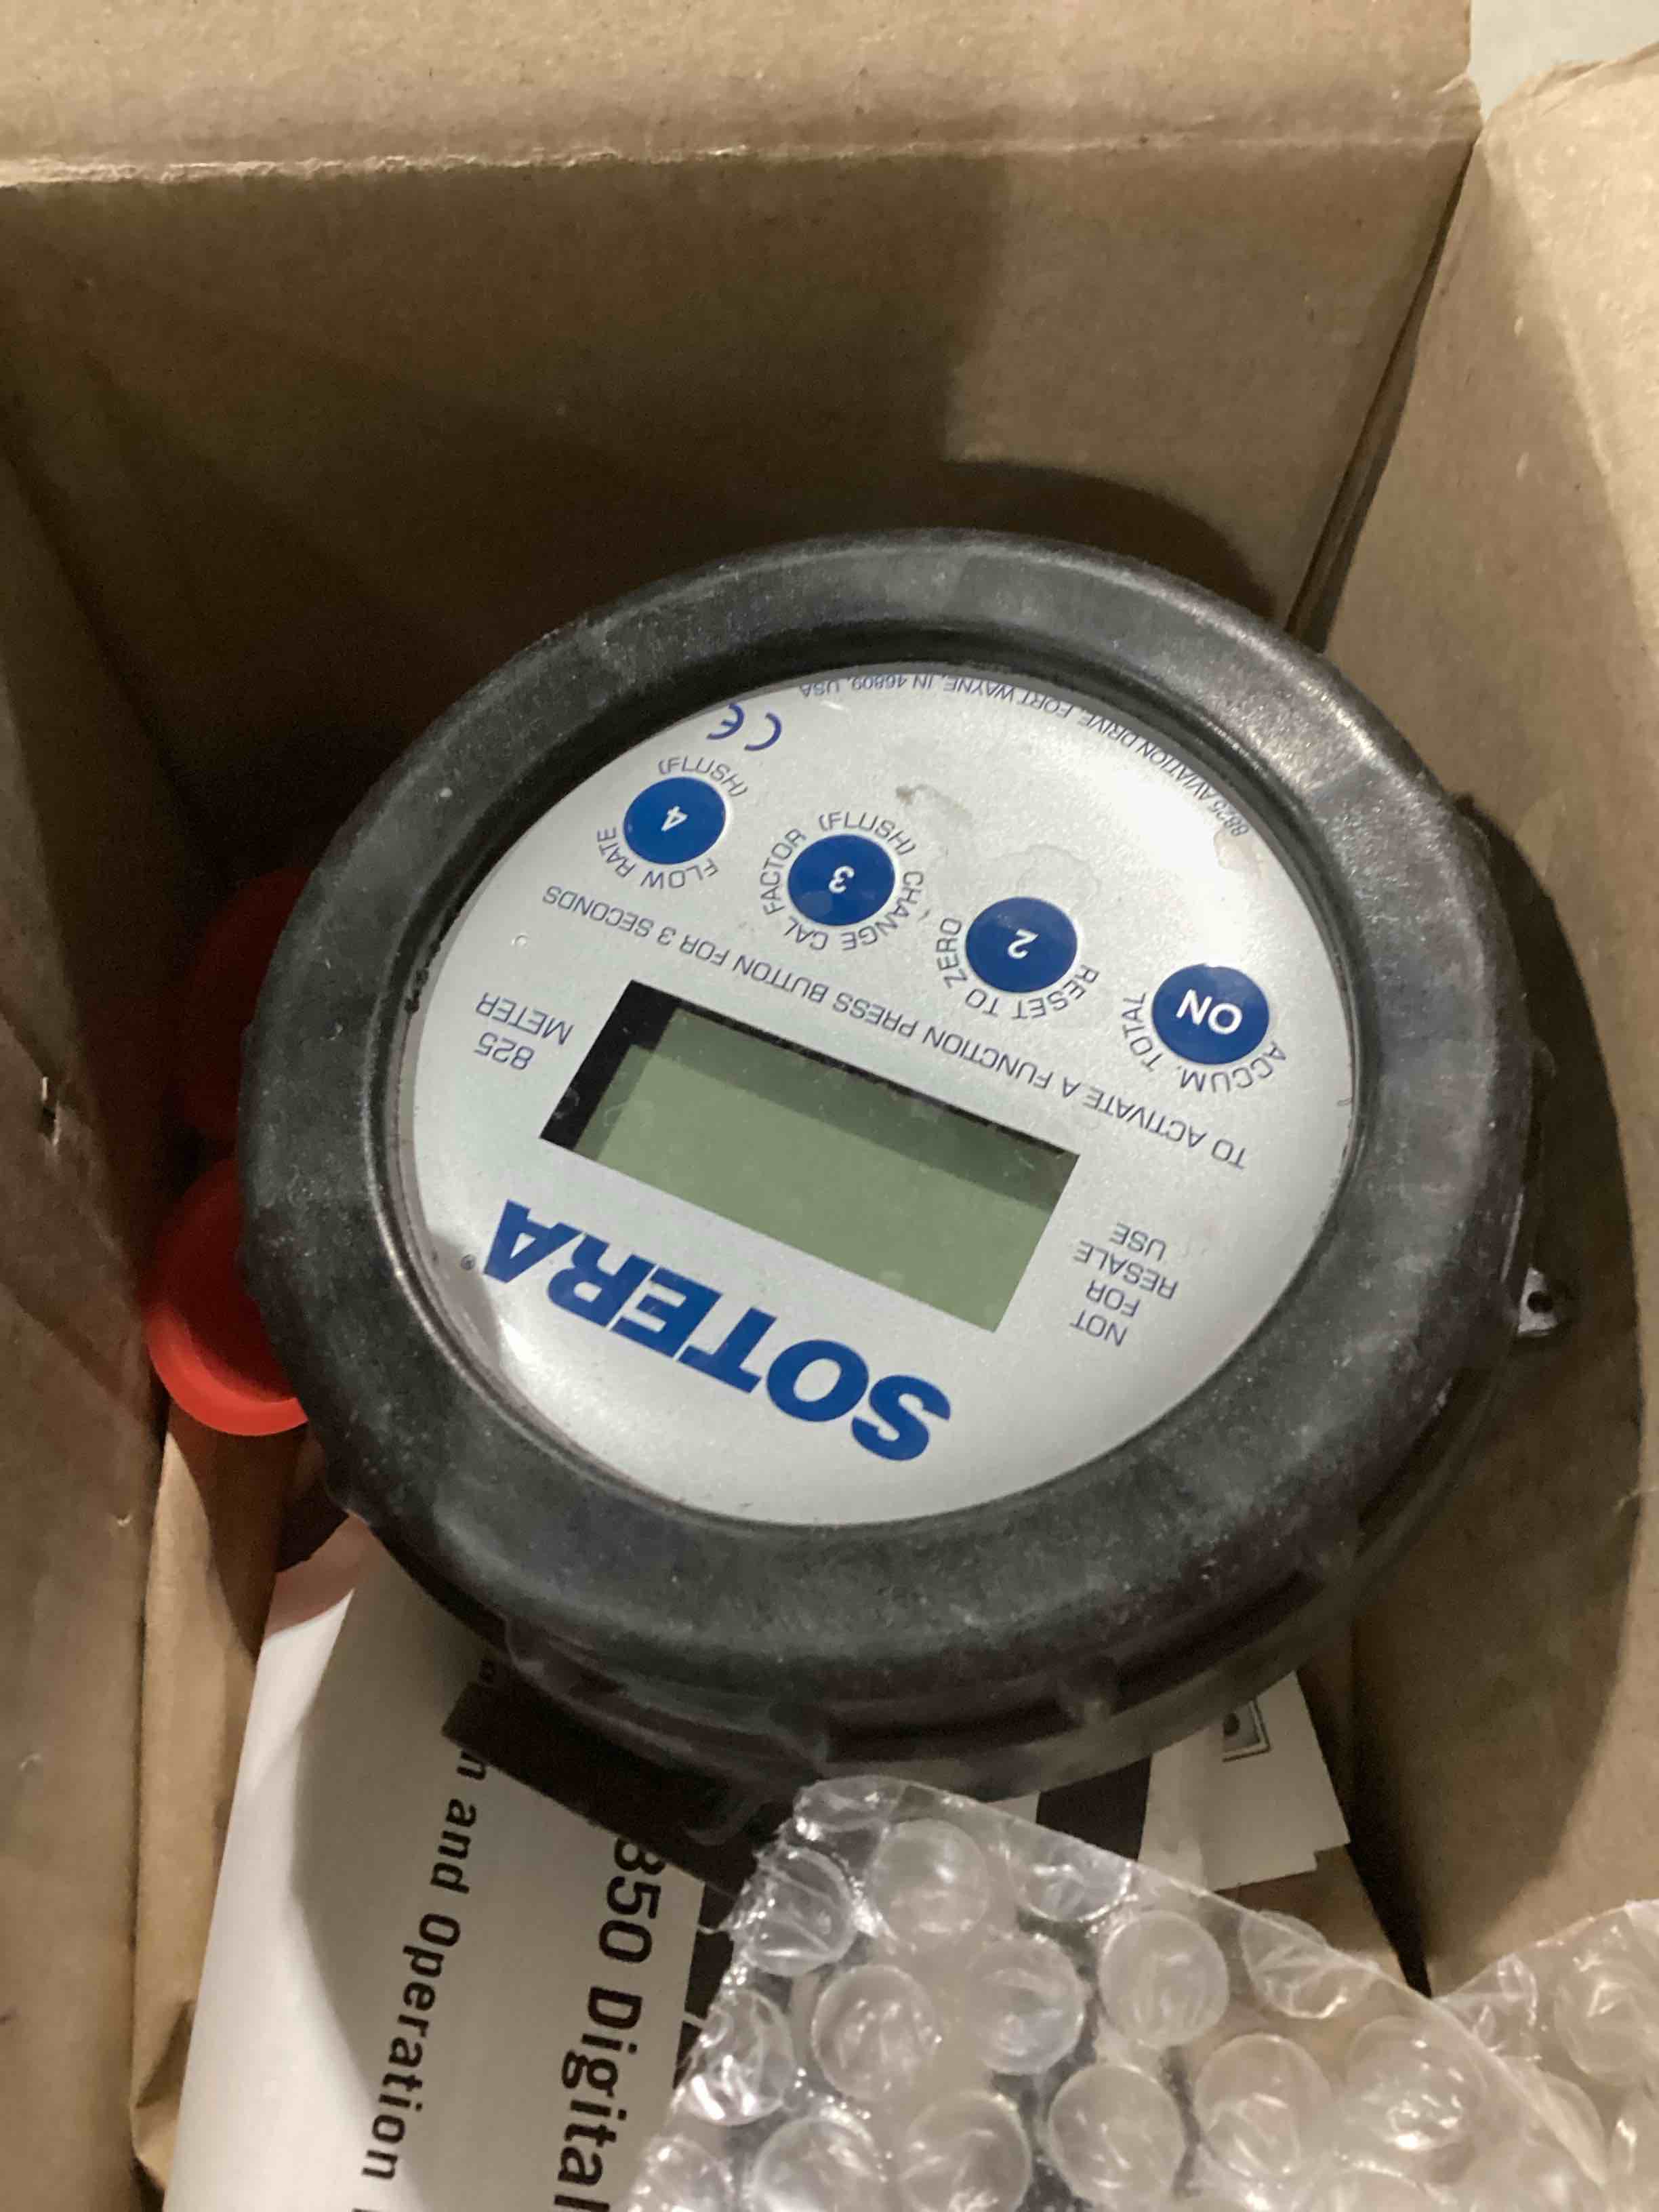 SOTERA®
NOT
FOR
RESALE
USE
825
METER
TO ACTIVATE A FUNCTION PRESS BUTTON FOR 3 SECONDS
ACCUM. TOTAL
ON
RESET TO ZERO
2
CHANGE CAL FACTOR
3
(FLUSH)
FLOW RATE
4
(FLUSH)
CE
8825 AVIATION DRIVE, FORT WAYNE, IN 46809, USA
850 Digital
and Operation